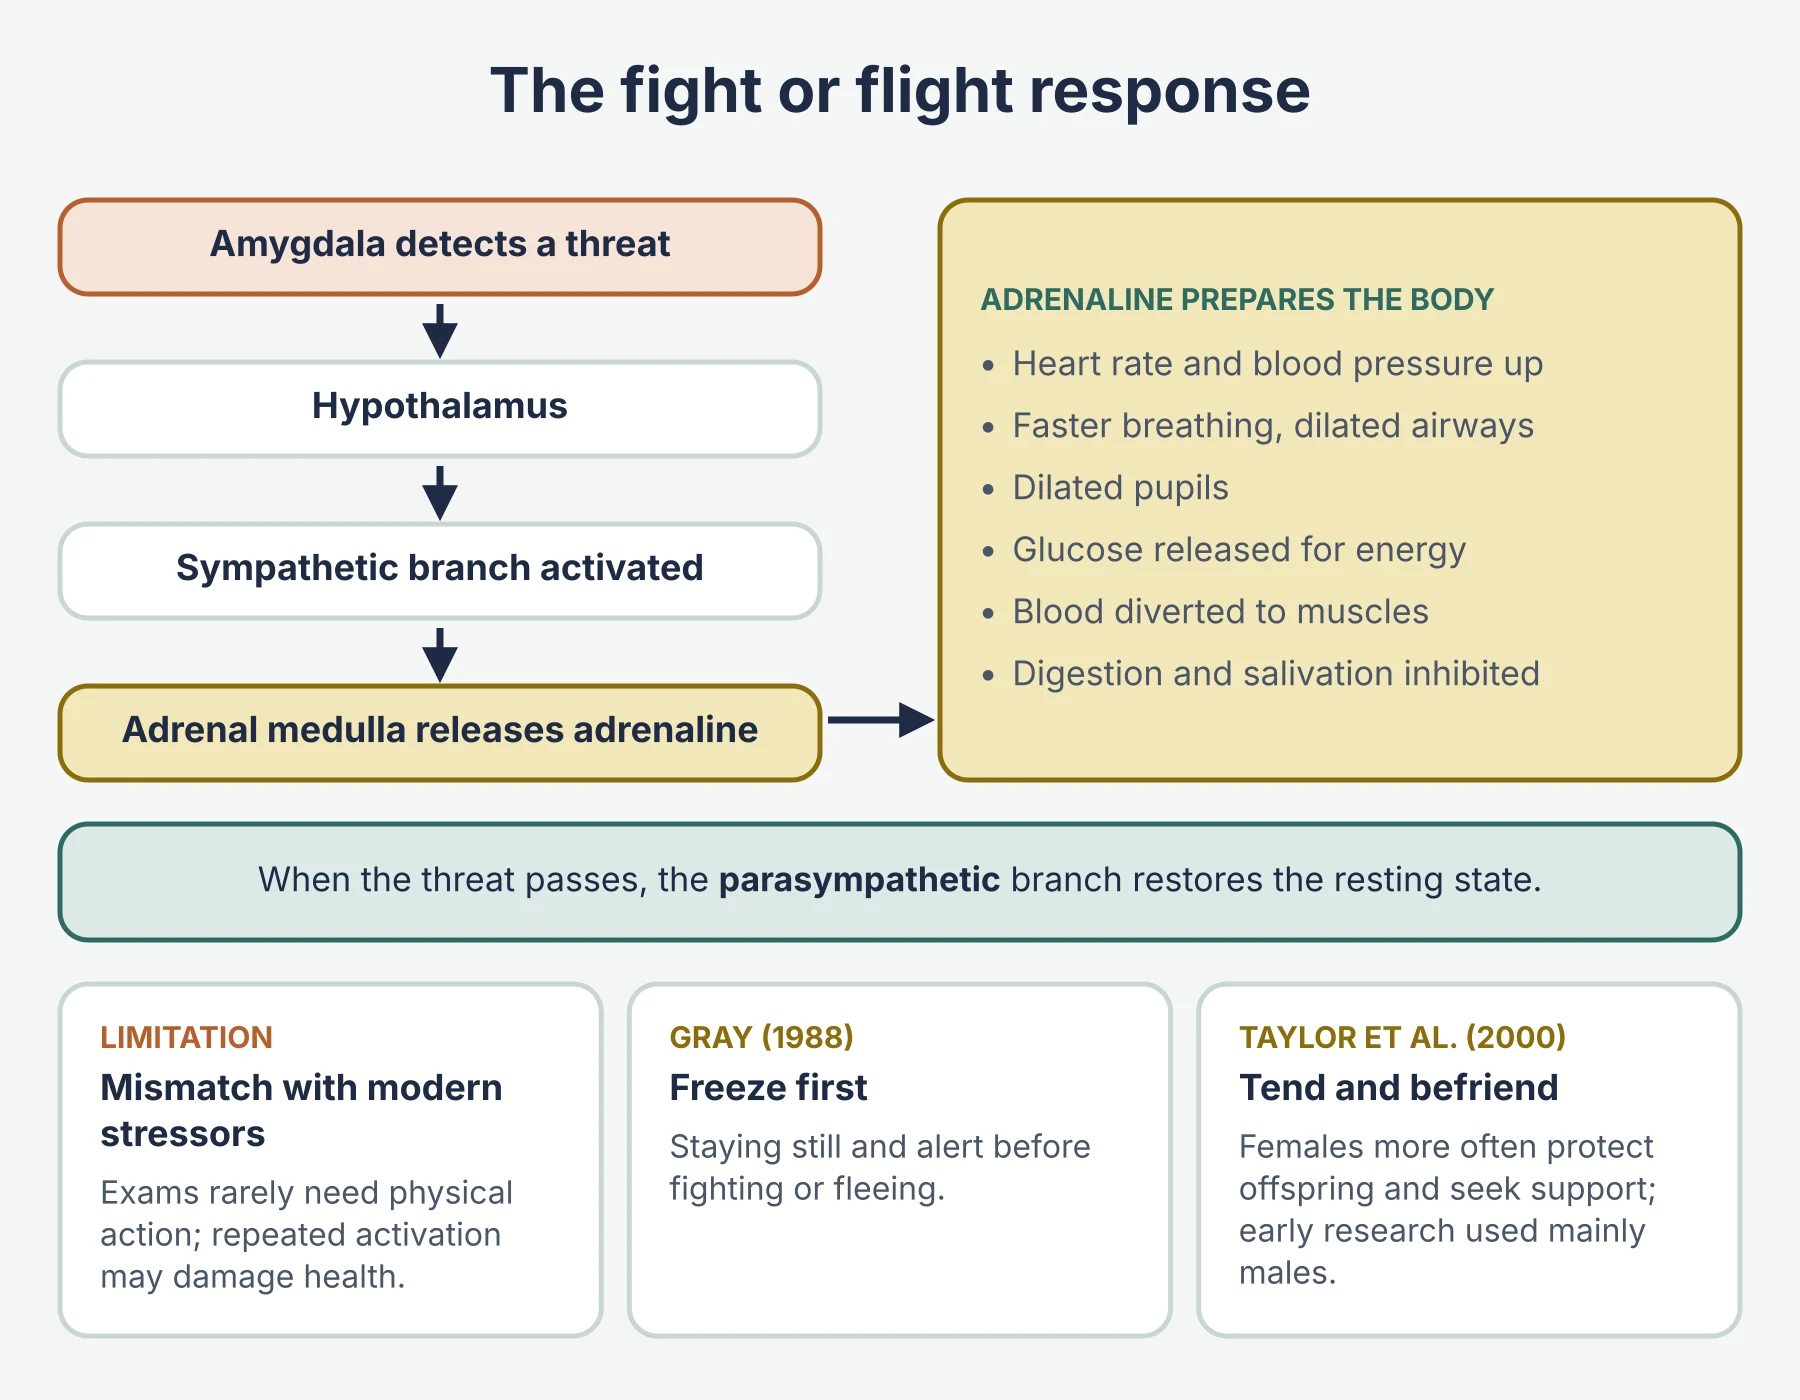 The fight or flight response
Amygdala detects a threat
Hypothalamus
Sympathetic branch activated
Adrenal medulla releases adrenaline
ADRENALINE PREPARES THE BODY
• Heart rate and blood pressure up
• Faster breathing, dilated airways
• Dilated pupils
• Glucose released for energy
• Blood diverted to muscles
• Digestion and salivation inhibited
When the threat passes, the parasympathetic branch restores the resting state.
LIMITATION
Mismatch with modern
stressors
Exams rarely need physical
action; repeated activation
may damage health.
GRAY (1988)
Freeze first
Staying still and alert before
fighting or fleeing.
TAYLOR ET AL. (2000)
Tend and befriend
Females more often protect
offspring and seek support;
early research used mainly
males.